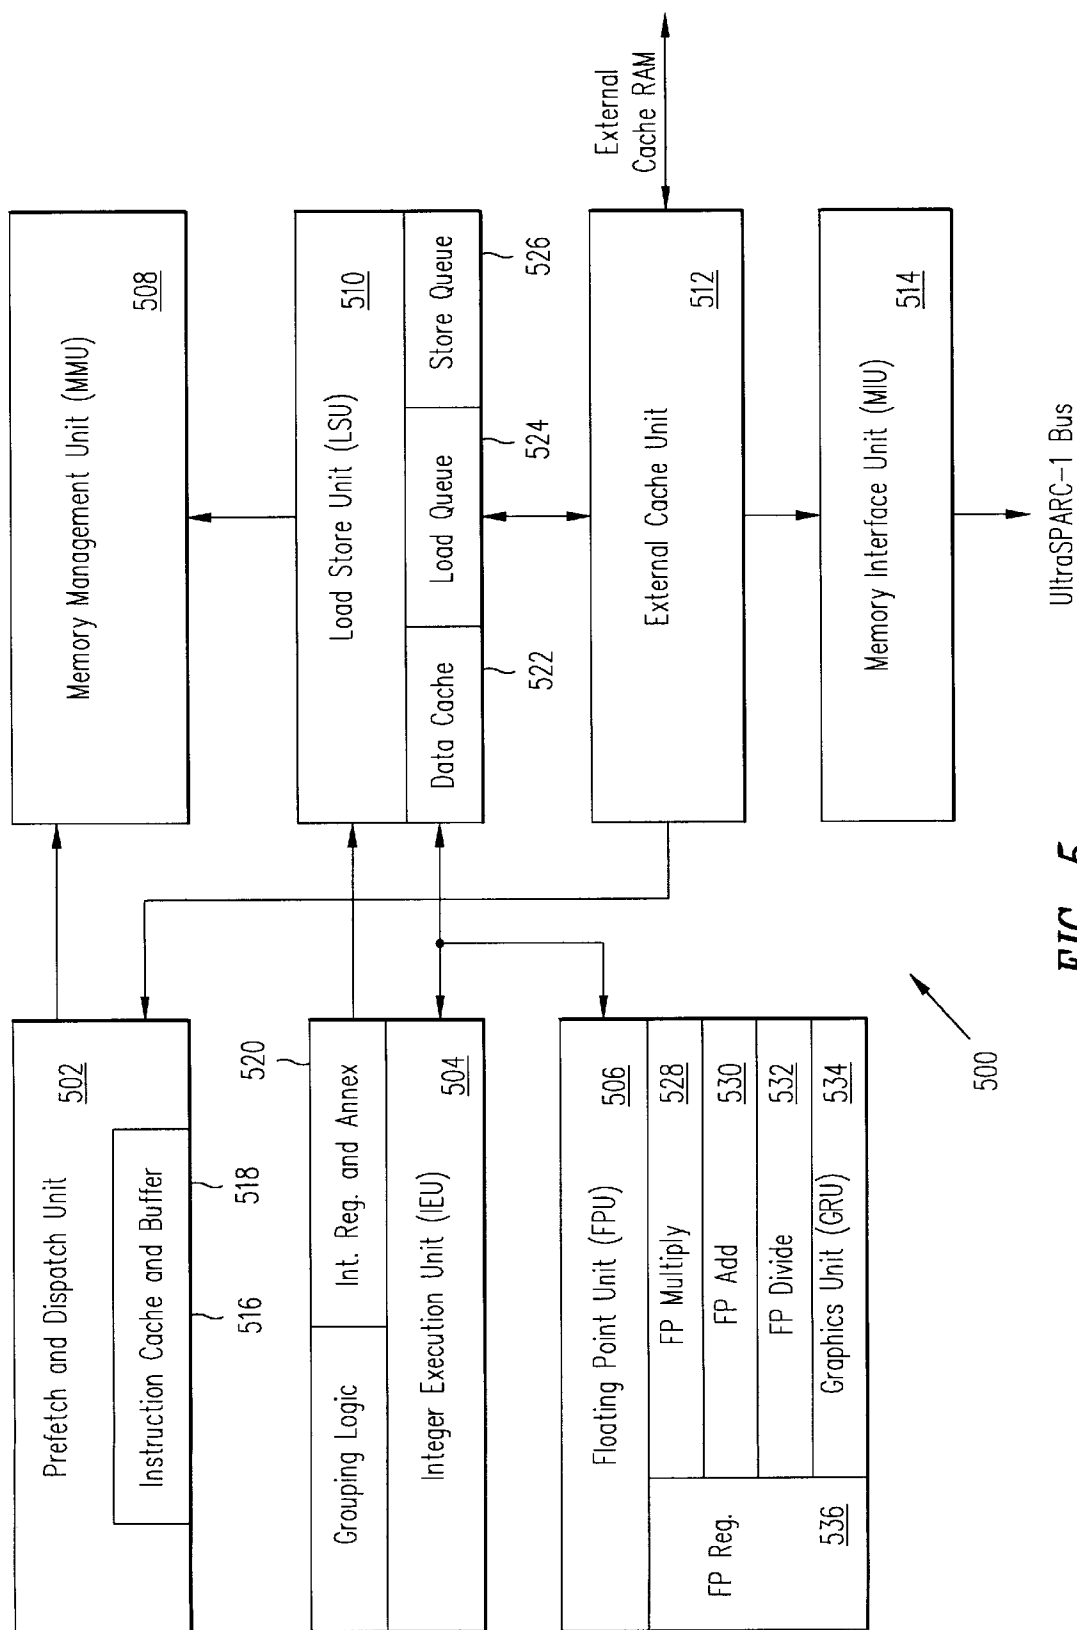 Prefetch and Dispatch Unit
502
Instruction Cache and Buffer
516
518
Grouping Logic
Int. Reg. and Annex
520
Integer Execution Unit (IEU)
504
Floating Point Unit (FPU)
506
FP Reg.
536
FP Multiply
528
FP Add
530
FP Divide
532
Graphics Unit (GRU)
534
Memory Management Unit (MMU)
508
Load Store Unit (LSU)
510
Data Cache
522
Load Queue
524
Store Queue
526
External Cache Unit
512
External
Cache RAM
Memory Interface Unit (MIU)
514
UltraSPARC-1 Bus
500
FIG. 5